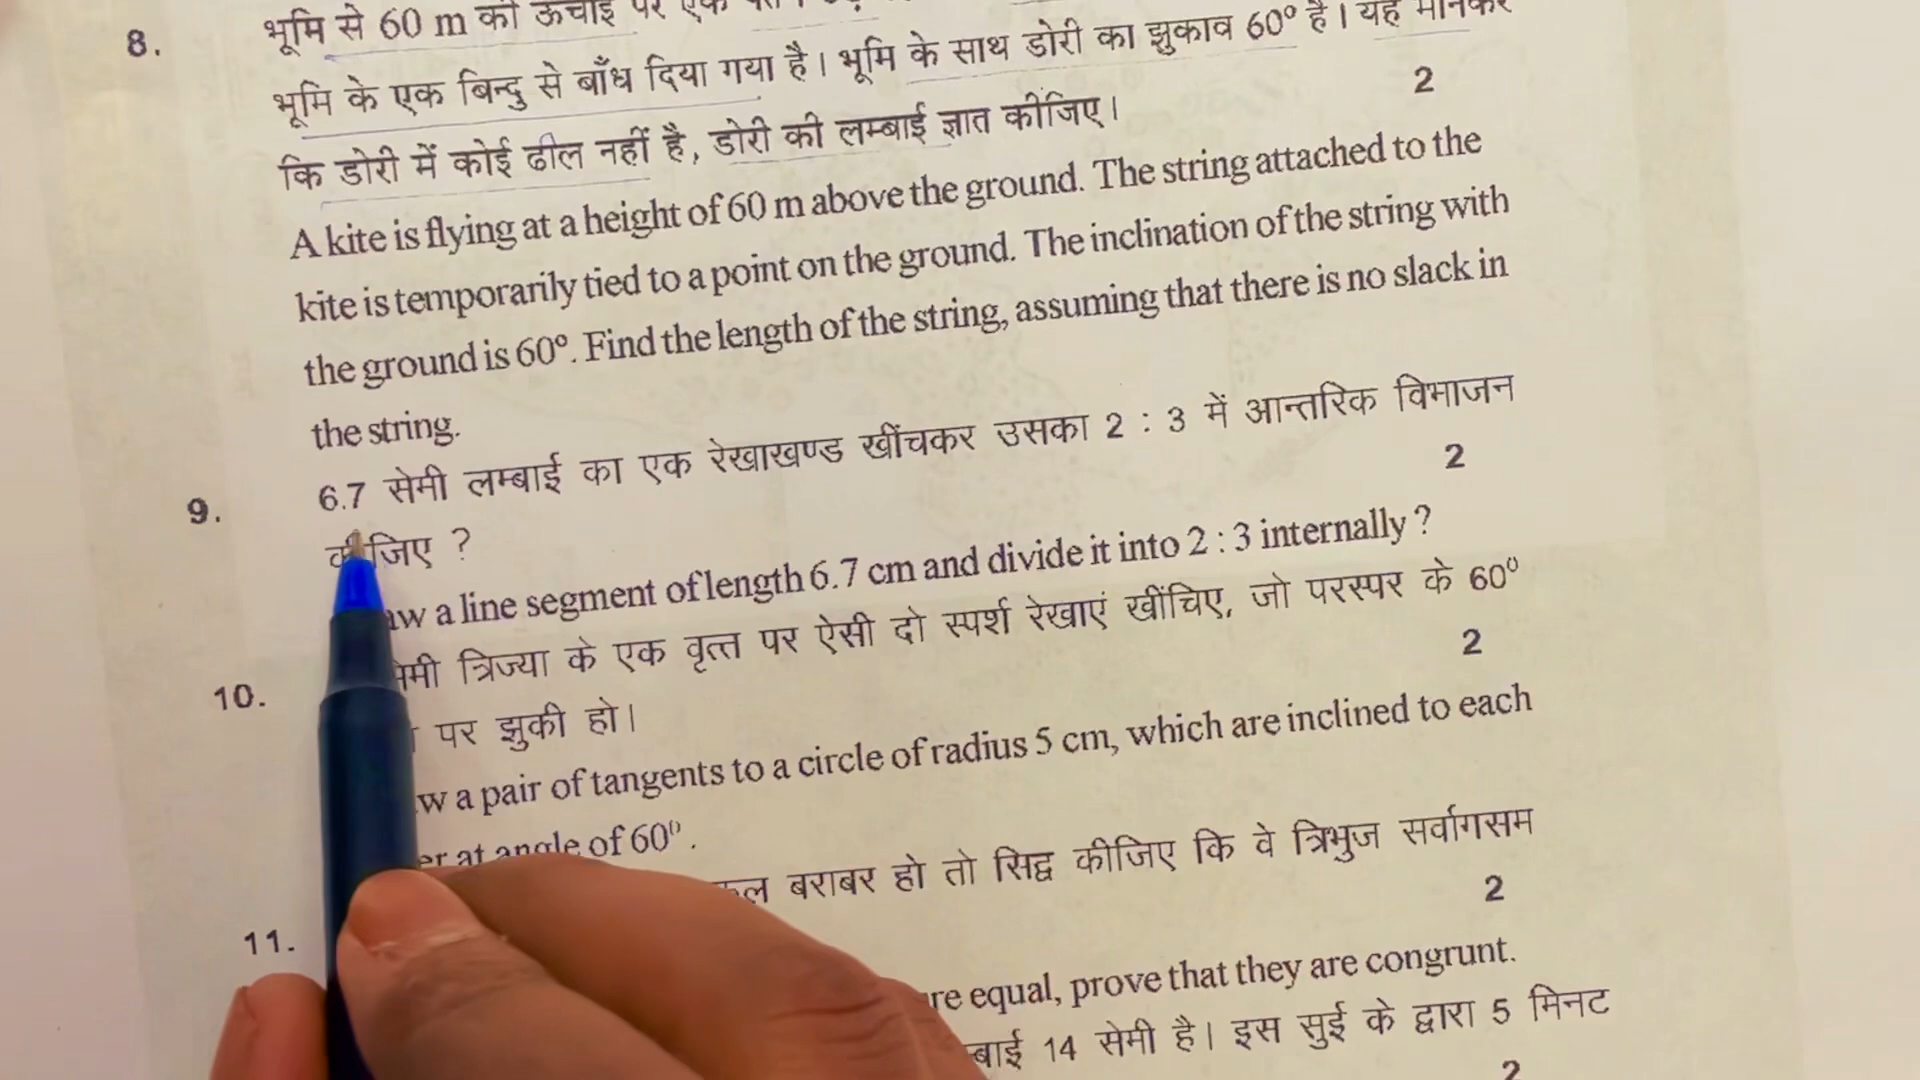 8. भूमि से 60 m की ऊंचाई पर एक
भूमि के एक बिन्दु से बाँध दिया गया है। भूमि के साथ डोरी का झुकाव 60° है। यह मानकर
कि डोरी में कोई ढील नहीं है, डोरी की लम्बाई ज्ञात कीजिए। 2
A kite is flying at a height of 60 m above the ground. The string attached to the
kite is temporarily tied to a point on the ground. The inclination of the string with
the ground is 60°. Find the length of the string, assuming that there is no slack in
the string.
9. 6.7 सेमी लम्बाई का एक रेखाखण्ड खींचकर उसका 2 : 3 में आन्तरिक विभाजन
कीजिए ? 2
aw a line segment of length 6.7 cm and divide it into 2 : 3 internally ?
10. सेमी त्रिज्या के एक वृत्त पर ऐसी दो स्पर्श रेखाएं खींचिए, जो परस्पर के 60°
पर झुकी हो। 2
w a pair of tangents to a circle of radius 5 cm, which are inclined to each
er at angle of 60°.
11. बराबर हो तो सिद्व कीजिए कि वे त्रिभुज सर्वागसम
2
re equal, prove that they are congrunt.
14 सेमी है। इस सुई के द्वारा 5 मिनट
2